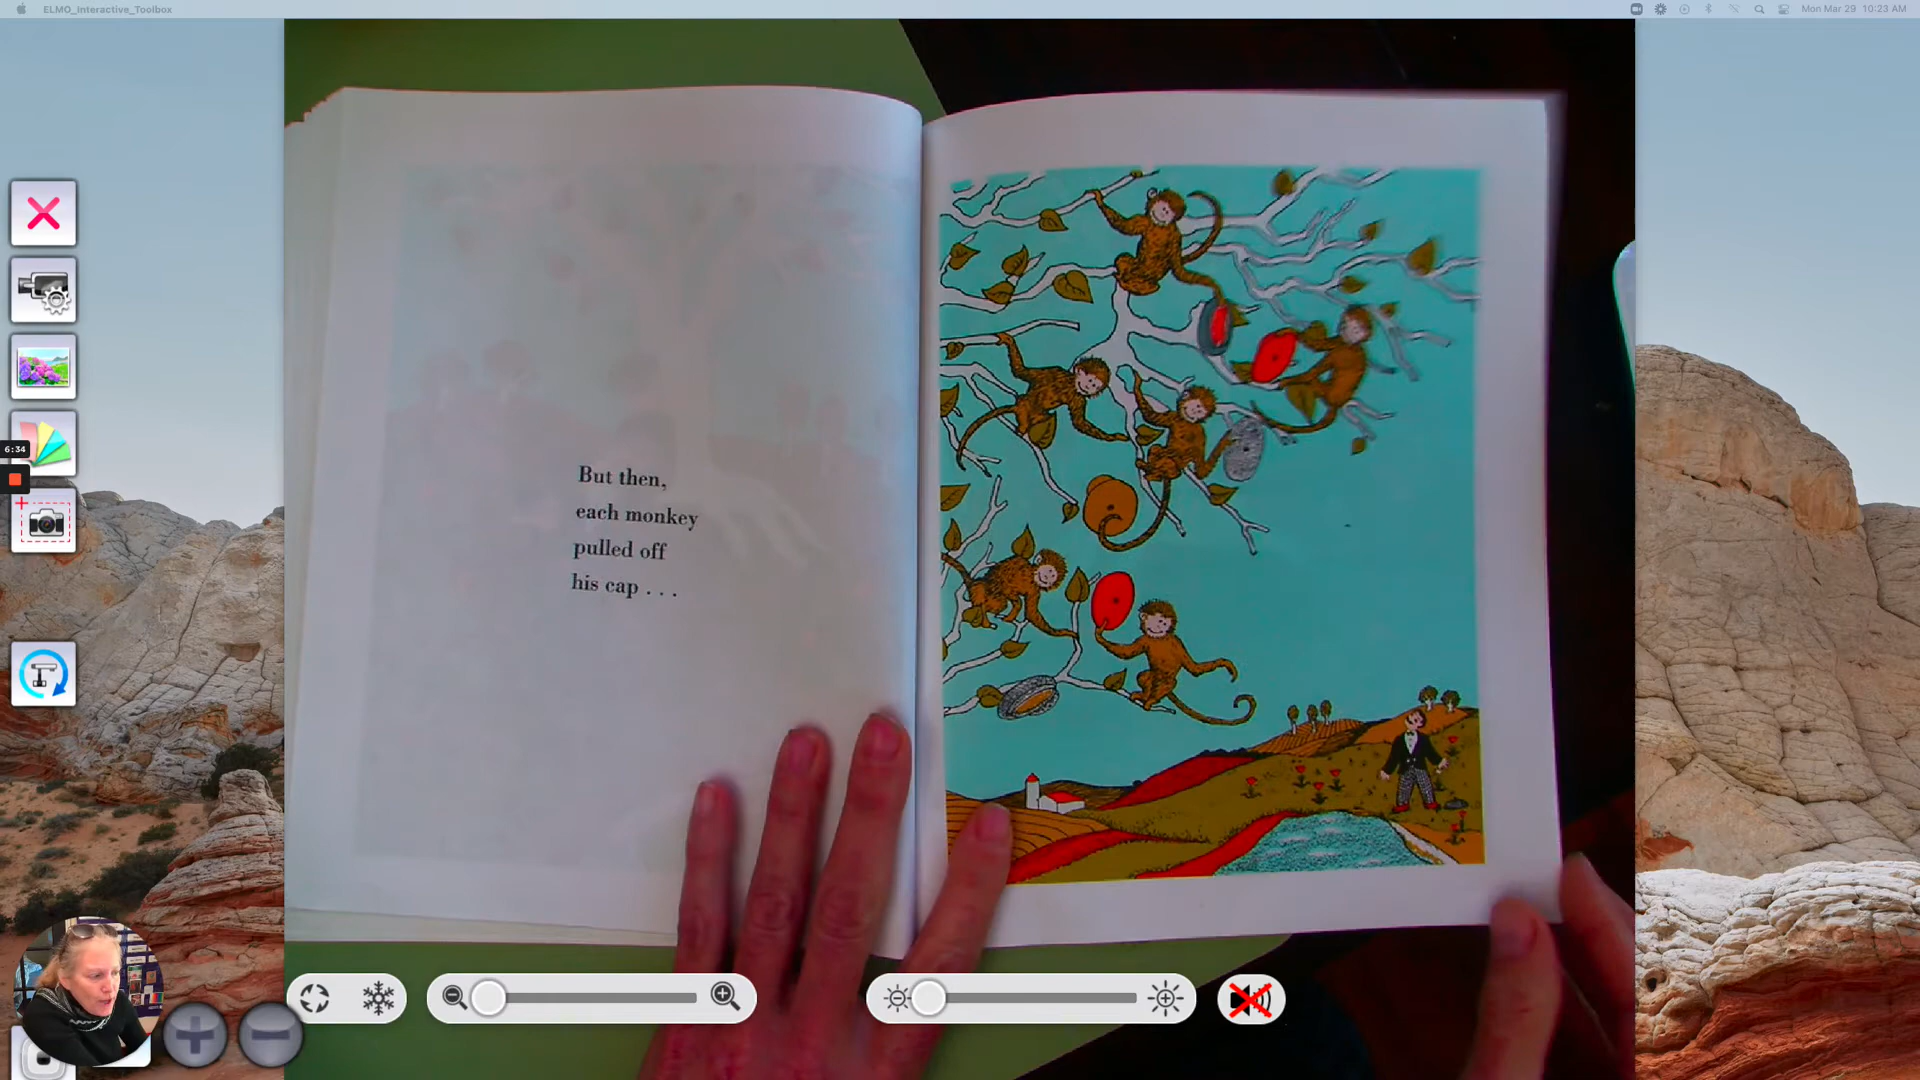 ELMO_Interactive_Toolbox
Mon Mar 29 10:23 AM
6:34
But then,
each monkey
pulled off
his cap . . .